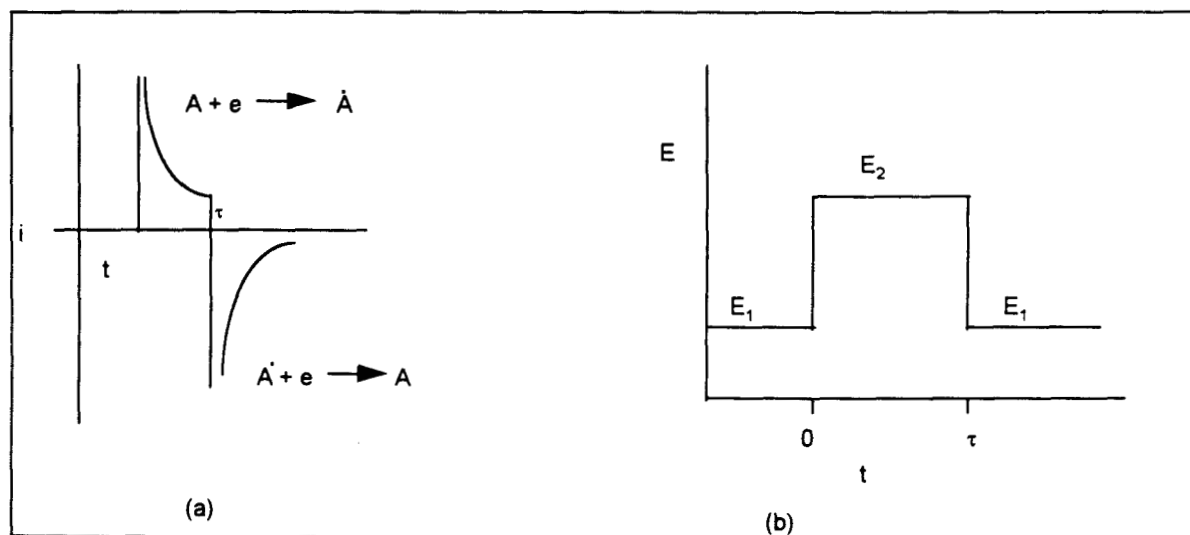 A + e ⟶ Ȧ
τ
i
t
A˙ + e ⟶ A
(a)
E
E₂
E₁
E₁
0
τ
t
(b)